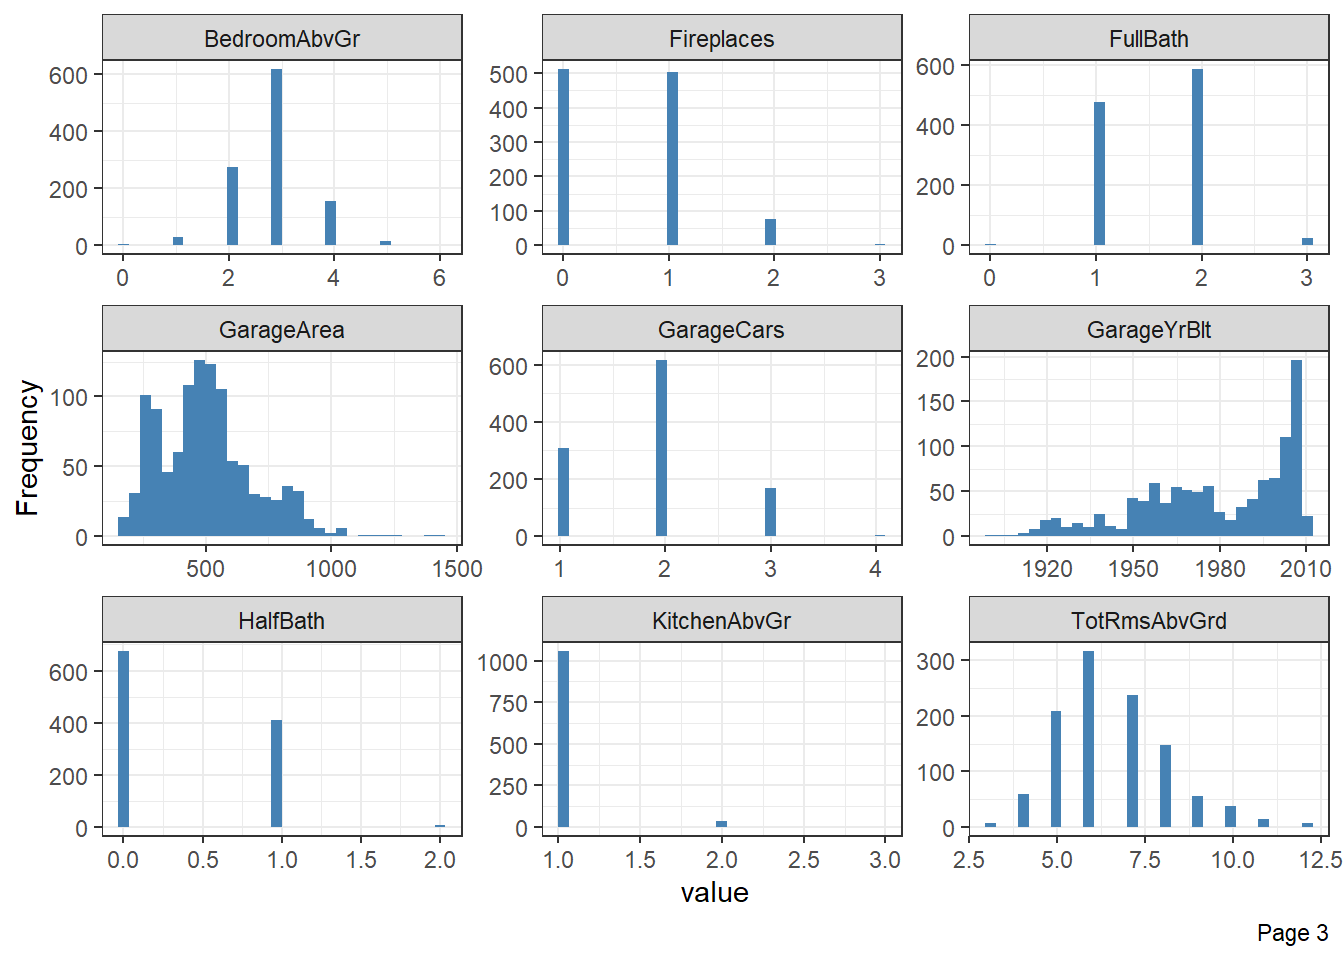 BedroomAbvGr
Fireplaces
FullBath
600
400
200
0
0 2 4 6
500
400
300
200
100
0
0 1 2 3
600
400
200
0
0 1 2 3
GarageArea
GarageCars
GarageYrBlt
100
50
0
500 1000 1500
600
400
200
0
1 2 3 4
200
150
100
50
0
1920 1950 1980 2010
HalfBath
KitchenAbvGr
TotRmsAbvGrd
600
400
200
0
0.0 0.5 1.0 1.5 2.0
1000
750
500
250
0
1.0 1.5 2.0 2.5 3.0
300
200
100
0
2.5 5.0 7.5 10.0 12.5
Frequency
value
Page 3